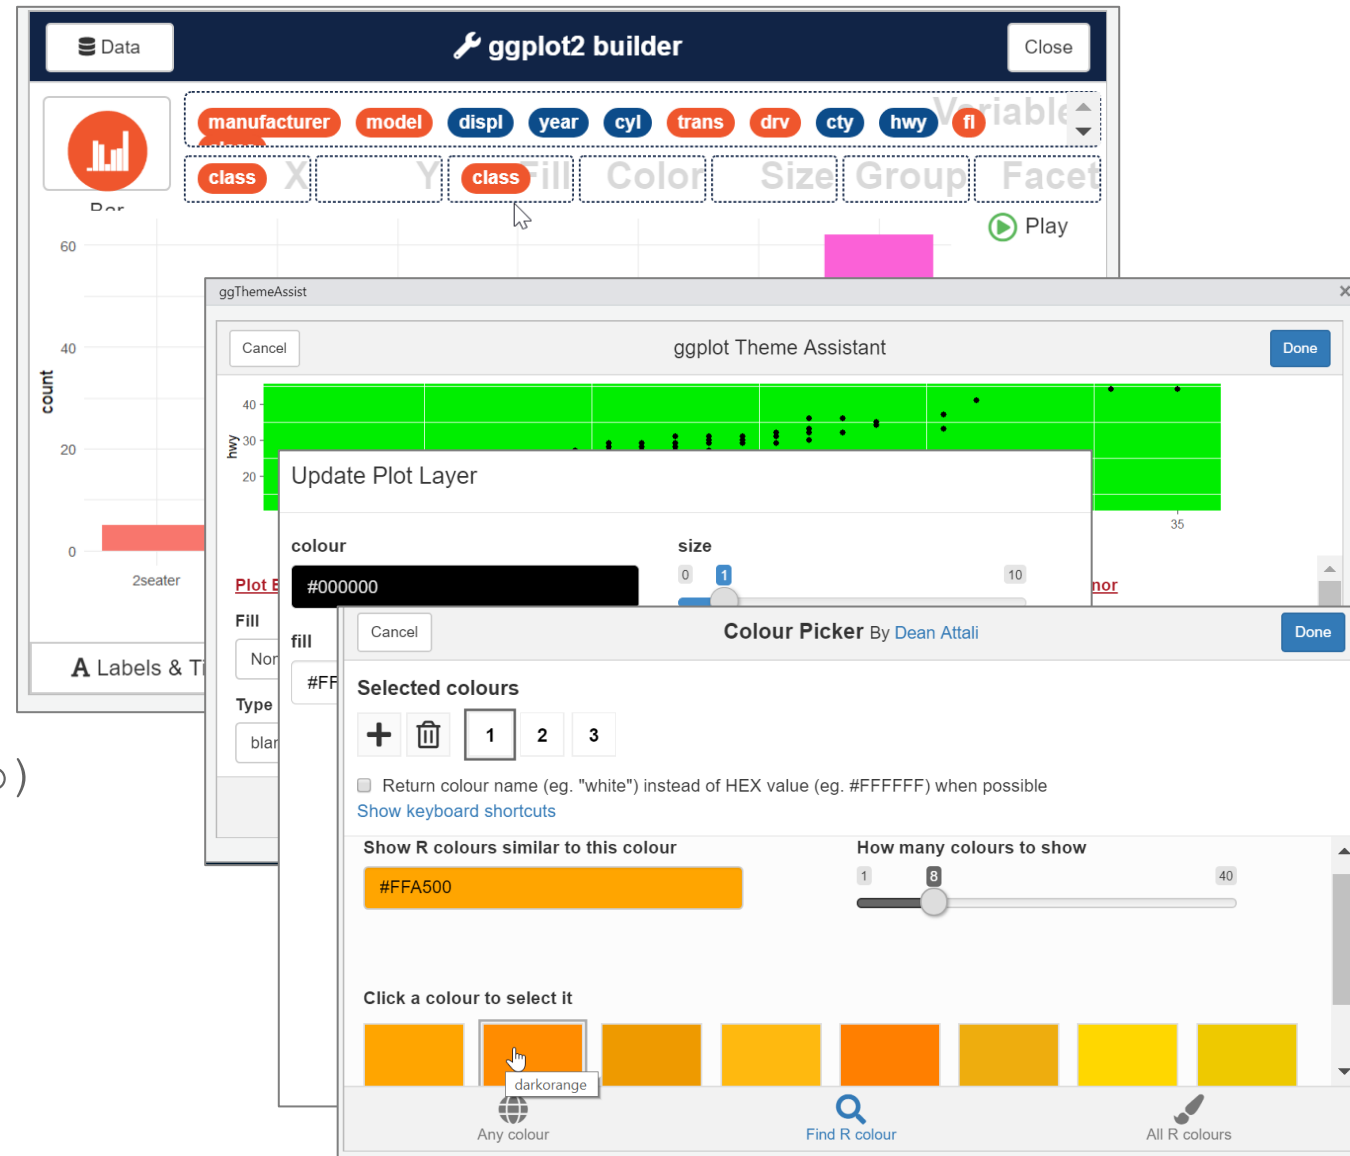 Data
ggplot2 builder
Close
Variables
manufacturer model displ year cyl trans drv cty hwy fl
class
class X Y class Fill Color Size Group Facet
Bar
Play
60
40
20
0
count
2seater
A Labels & Ti
ggThemeAssist
Cancel
ggplot Theme Assistant
Done
40
30
20
hwy
35
Plot B
nor
Fill
Nor
Type
blan
Update Plot Layer
colour
#000000
size
0 1 10
fill
#FF
Cancel
Colour Picker By Dean Attali
Done
Selected colours
1 2 3
Return colour name (eg. "white") instead of HEX value (eg. #FFFFFF) when possible
Show keyboard shortcuts
Show R colours similar to this colour
#FFA500
How many colours to show
1 8 40
Click a colour to select it
darkorange
Any colour
Find R colour
All R colours